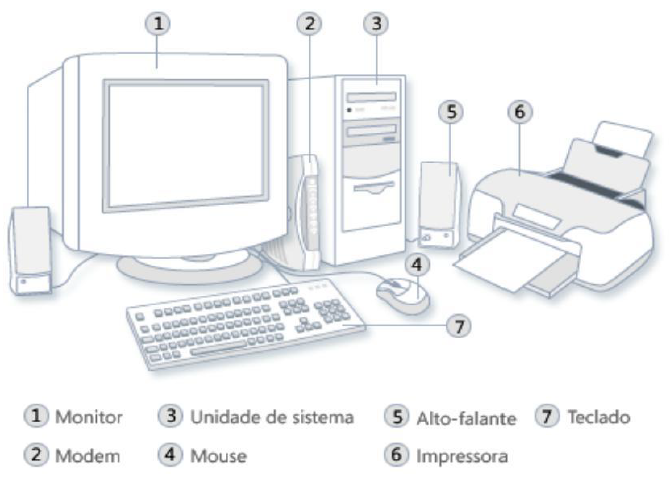 1 2 3
5 6
4
7
1 Monitor 3 Unidade de sistema 5 Alto-falante 7 Teclado
2 Modem 4 Mouse 6 Impressora